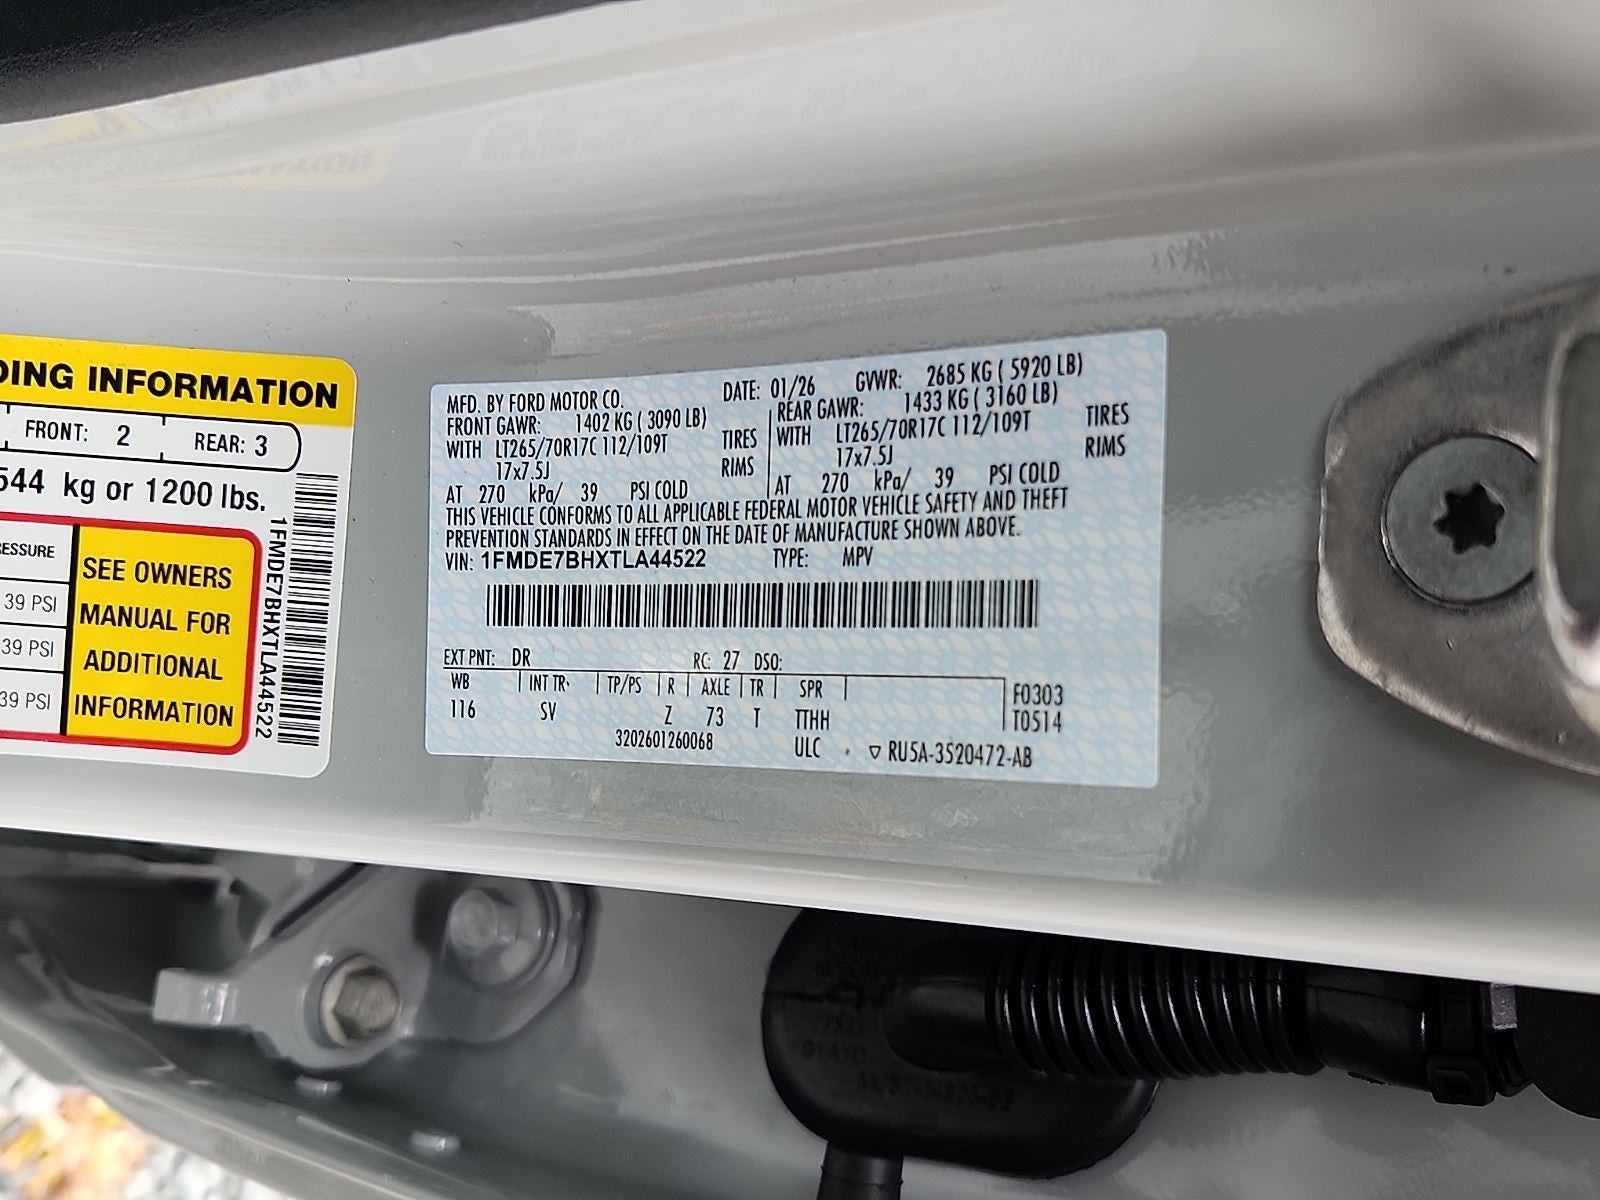 DING INFORMATION
FRONT: 2 REAR: 3
544 kg or 1200 lbs.
ESSURE
39 PSI
39 PSI
39 PSI
SEE OWNERS
MANUAL FOR
ADDITIONAL
INFORMATION
1FMDE7BHXTLA44522
MFD. BY FORD MOTOR CO. DATE: 01/26 GVWR: 2685 KG ( 5920 LB)
FRONT GAWR: 1402 KG ( 3090 LB) REAR GAWR: 1433 KG ( 3160 LB)
WITH LT265/70R17C 112/109T TIRES WITH LT265/70R17C 112/109T TIRES
17x7.5J RIMS 17x7.5J RIMS
AT 270 kPa/ 39 PSI COLD AT 270 kPa/ 39 PSI COLD
THIS VEHICLE CONFORMS TO ALL APPLICABLE FEDERAL MOTOR VEHICLE SAFETY AND THEFT
PREVENTION STANDARDS IN EFFECT ON THE DATE OF MANUFACTURE SHOWN ABOVE.
VIN: 1FMDE7BHXTLA44522 TYPE: MPV
EXT PNT: DR RC: 27 DSO:
WB INT TR TP/PS R AXLE TR SPR F0303
116 SV Z 73 T TTHH T0514
3202601260068 ULC ▽ RU5A-3520472-AB